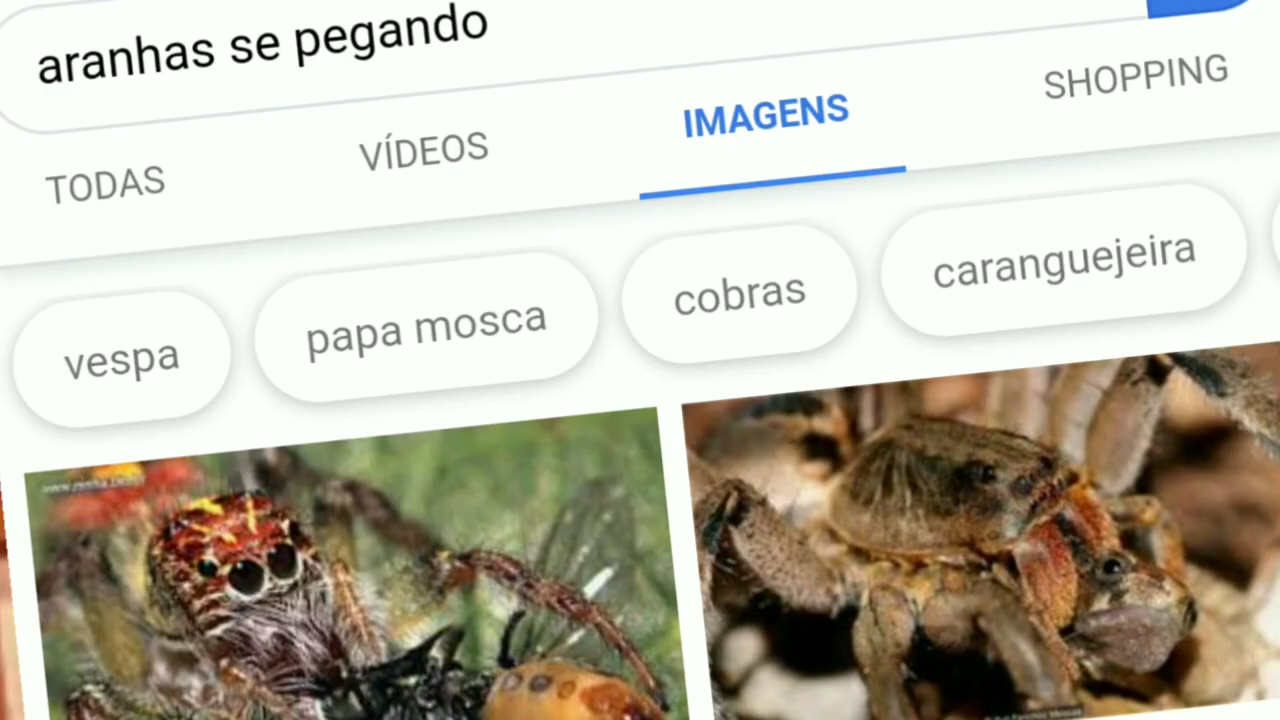 aranhas se pegando
TODAS VÍDEOS IMAGENS SHOPPING
vespa papa mosca cobras caranguejeira